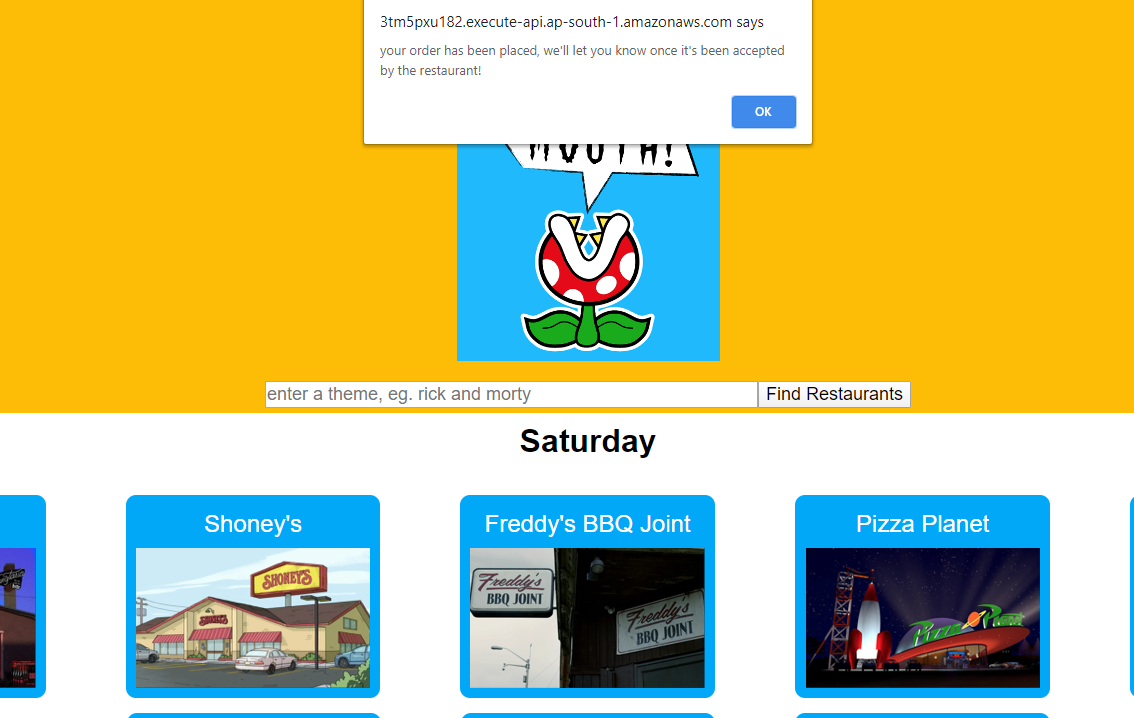 3tm5pxu182.execute-api.ap-south-1.amazonaws.com says
your order has been placed, we'll let you know once it's been accepted
by the restaurant!
OK
MOUTH!
enter a theme, eg. rick and morty
Find Restaurants
Saturday
Shoney's
Freddy's BBQ Joint
Pizza Planet
SHONEY'S
SHONEY'S
Freddy's
BBQ JOINT
Freddy's
BBQ JOINT
Pizza Planet